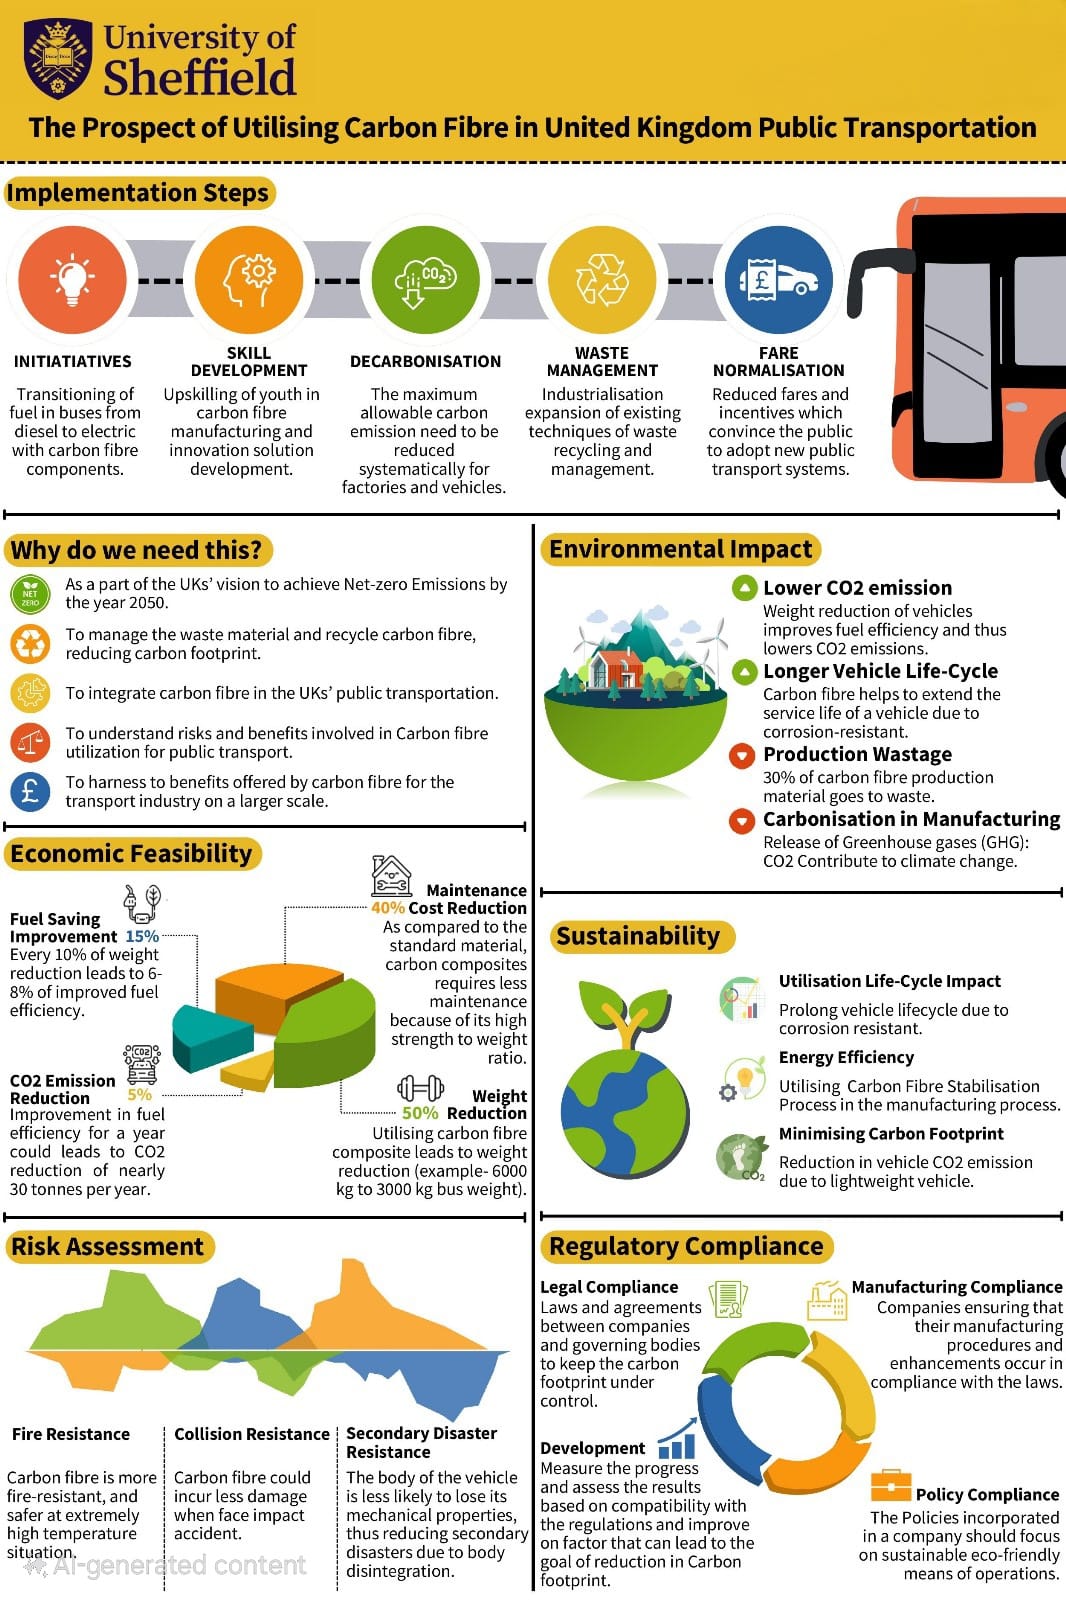 University of
Sheffield
The Prospect of Utilising Carbon Fibre in United Kingdom Public Transportation
Implementation Steps
CO2
£
INITIATIATIVES
Transitioning of
fuel in buses from
diesel to electric
with carbon fibre
components.
SKILL
DEVELOPMENT
Upskilling of youth in
carbon fibre
manufacturing and
innovation solution
development.
DECARBONISATION
The maximum
allowable carbon
emission need to be
reduced
systematically for
factories and vehicles.
WASTE
MANAGEMENT
Industrialisation
expansion of existing
techniques of waste
recycling and
management.
FARE
NORMALISATION
Reduced fares and
incentives which
convince the public
to adopt new public
transport systems.
Why do we need this?
NET
ZERO
As a part of the UKs' vision to achieve Net-zero Emissions by
the year 2050.
To manage the waste material and recycle carbon fibre,
reducing carbon footprint.
To integrate carbon fibre in the UKs' public transportation.
To understand risks and benefits involved in Carbon fibre
utilization for public transport.
£
To harness to benefits offered by carbon fibre for the
transport industry on a larger scale.
Environmental Impact
Lower CO2 emission
Weight reduction of vehicles
improves fuel efficiency and thus
lowers CO2 emissions.
Longer Vehicle Life-Cycle
Carbon fibre helps to extend the
service life of a vehicle due to
corrosion-resistant.
Production Wastage
30% of carbon fibre production
material goes to waste.
Carbonisation in Manufacturing
Release of Greenhouse gases (GHG):
CO2 Contribute to climate change.
Economic Feasibility
Fuel Saving
Improvement 15%
Every 10% of weight
reduction leads to 6-
8% of improved fuel
efficiency.
Maintenance
40% Cost Reduction
As compared to the
standard material,
carbon composites
requires less
maintenance
because of its high
strength to weight
ratio.
CO2
CO2 Emission
Reduction 5%
Improvement in fuel
efficiency for a year
could leads to CO2
reduction of nearly
30 tonnes per year.
Weight
50% Reduction
Utilising carbon fibre
composite leads to weight
reduction (example- 6000
kg to 3000 kg bus weight).
Sustainability
Utilisation Life-Cycle Impact
Prolong vehicle lifecycle due to
corrosion resistant.
Energy Efficiency
Utilising Carbon Fibre Stabilisation
Process in the manufacturing process.
CO2
Minimising Carbon Footprint
Reduction in vehicle CO2 emission
due to lightweight vehicle.
Risk Assessment
Fire Resistance
Carbon fibre is more
fire-resistant, and
safer at extremely
high temperature
situation.
Collision Resistance
Carbon fibre could
incur less damage
when face impact
accident.
Secondary Disaster
Resistance
The body of the vehicle
is less likely to lose its
mechanical properties,
thus reducing secondary
disasters due to body
disintegration.
AI-generated content
Regulatory Compliance
Legal Compliance
Laws and agreements
between companies
and governing bodies
to keep the carbon
footprint under
control.
Manufacturing Compliance
Companies ensuring that
their manufacturing
procedures and
enhancements occur in
compliance with the laws.
Development
Measure the progress
and assess the results
based on compatibility with
the regulations and improve
on factor that can lead to the
goal of reduction in Carbon
footprint.
Policy Compliance
The Policies incorporated
in a company should focus
on sustainable eco-friendly
means of operations.